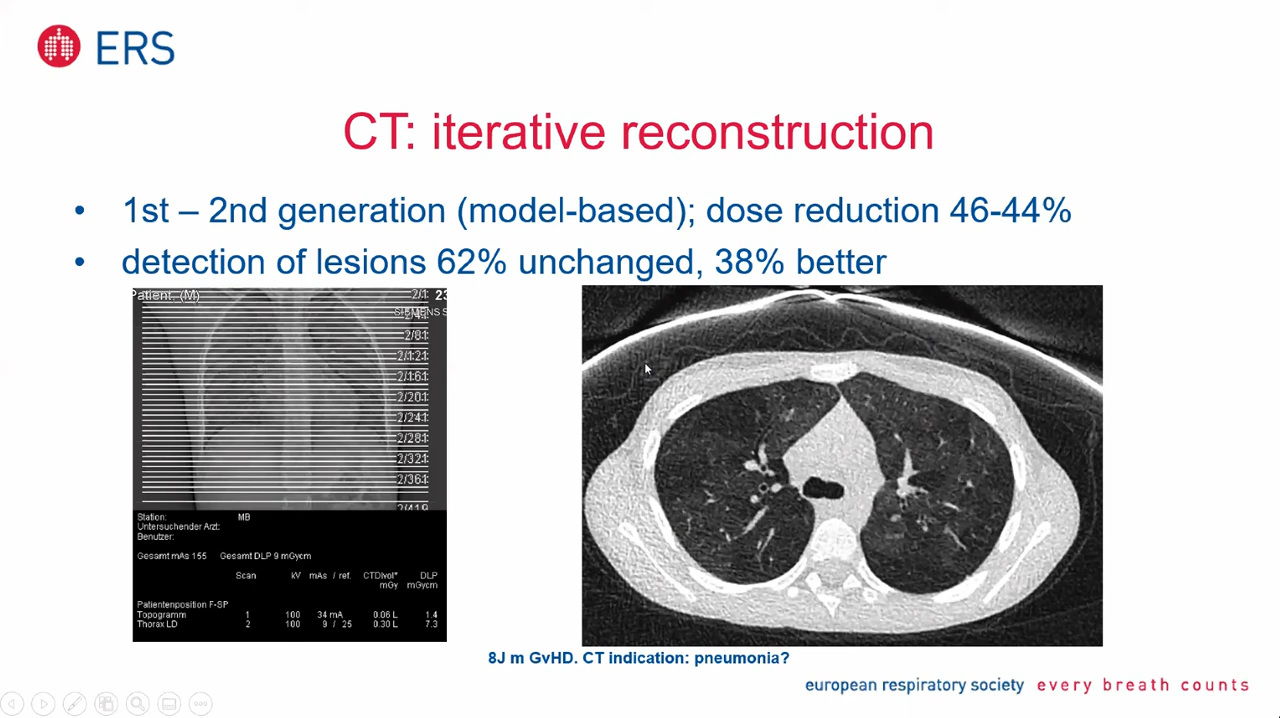 ERS
CT: iterative reconstruction
• 1st – 2nd generation (model-based); dose reduction 46-44%
• detection of lesions 62% unchanged, 38% better
Patient, (M) 2/1 23
SIEMENS S
2/41
2/81
2/121
2/161
2/201
2/241
2/281
2/321
2/361
2/419
Station: MB
Untersuchender Arzt:
Benutzer:
Gesamt mAs 155 Gesamt DLP 9 mGycm
Scan kV mAs / ref. CTDIvol* DLP
mGy mGycm
Patientenposition F-SP
Topogramm 1 100 34 mA 0.06 L 1.4
Thorax LD 2 100 9 / 25 0.30 L 7.3
8J m GvHD. CT indication: pneumonia?
european respiratory society every breath counts